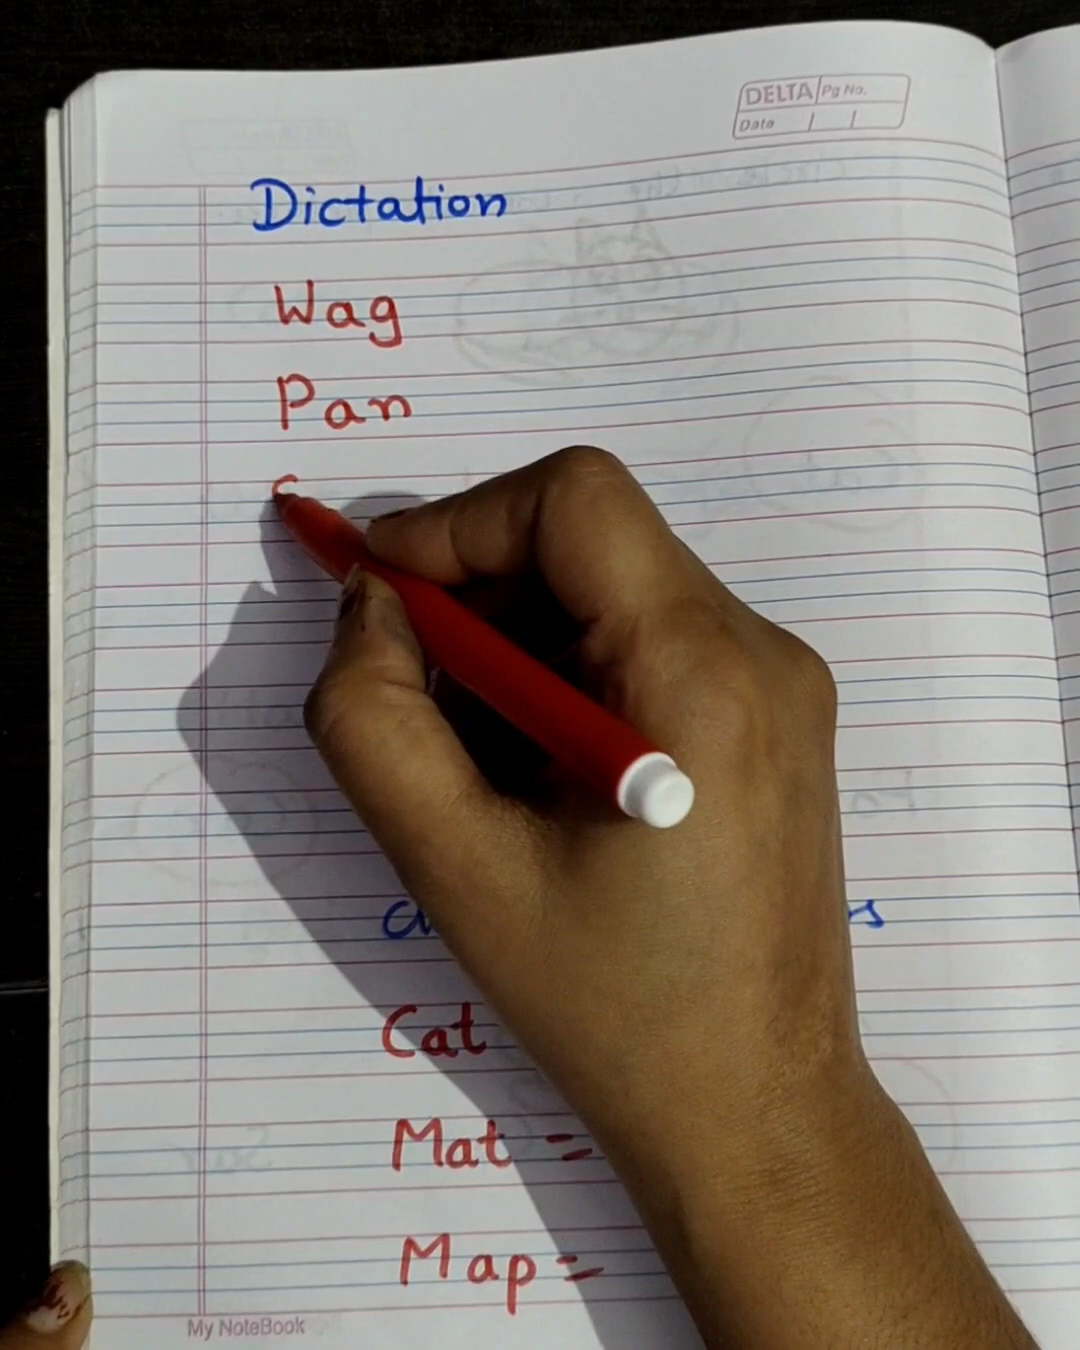 DELTA Pg No.
Date
Dictation
Wag
Pan
Cat
Mat =
Map =
My NoteBook